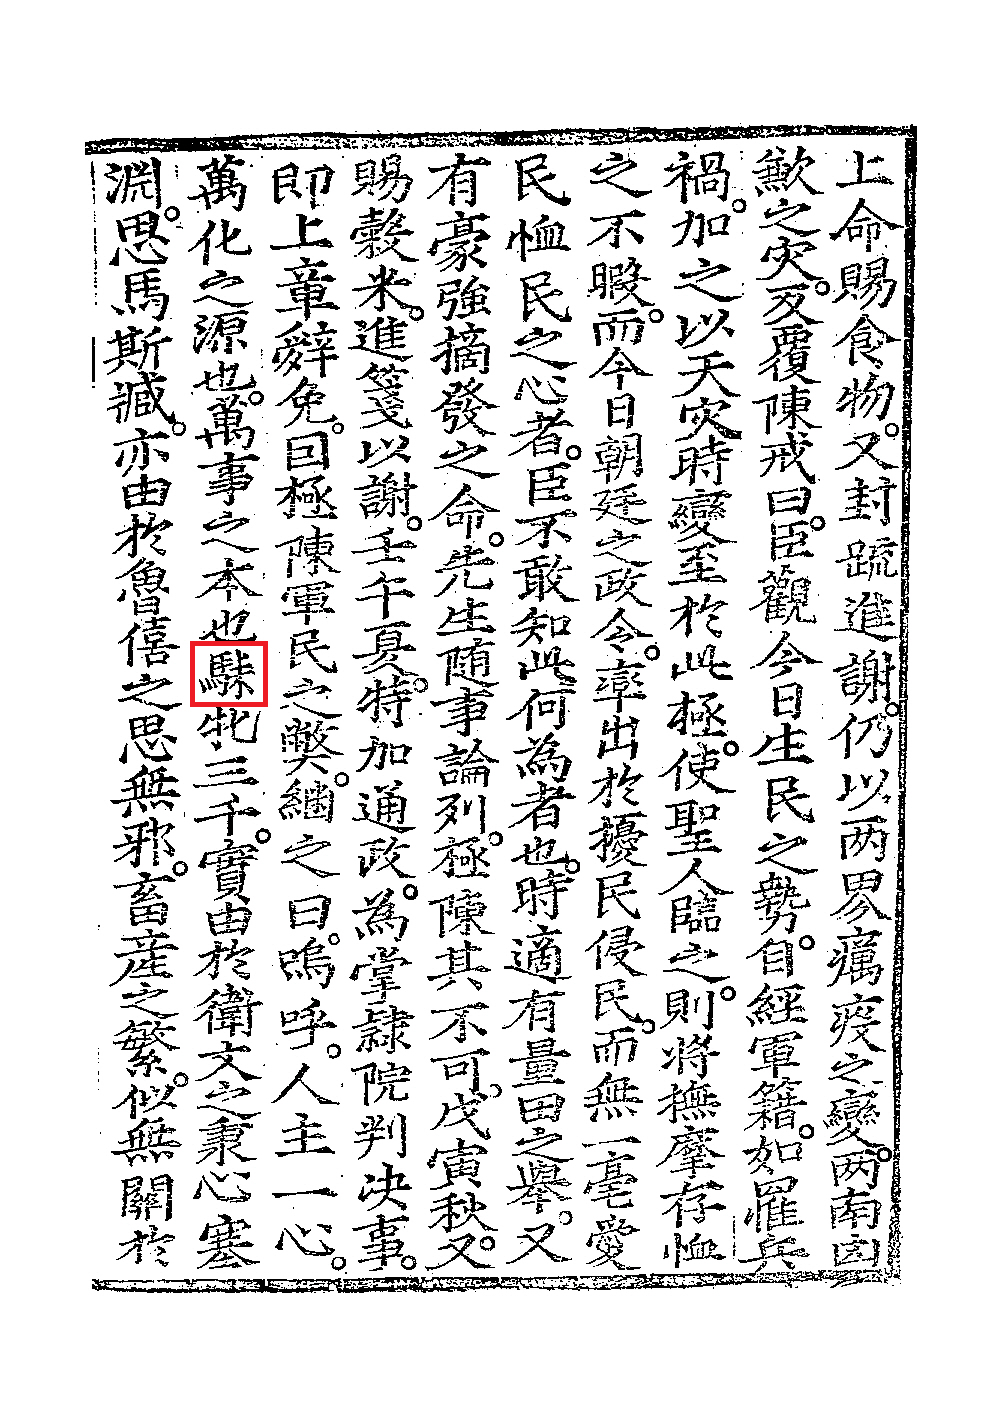 上命賜食物又封䟽進謝仍以兩界癘疫之變兩南凶
歉之灾反覆陳戒曰臣觀今日生民之勢自經軍籍如罹兵
禍加之以天灾時變至於此極使聖人臨之則將撫摩存恤
之不暇而今日朝廷之政令率出於擾民侵民而無一毫愛
民恤民之心者臣不敢知此何為者也時適有量田之舉又
有豪強摘發之命先生随事論列極陳其不可戊寅秋又
賜穀米進箋以謝壬午夏特加通政為掌隷院判决事
即上章辭免回極陳軍民之弊繼之曰嗚呼人主一心
萬化之源也萬事之本也騋牝三千實由於衛文之秉心塞
淵思馬斯臧亦由於魯僖之思無邪畜産之繁似無關於